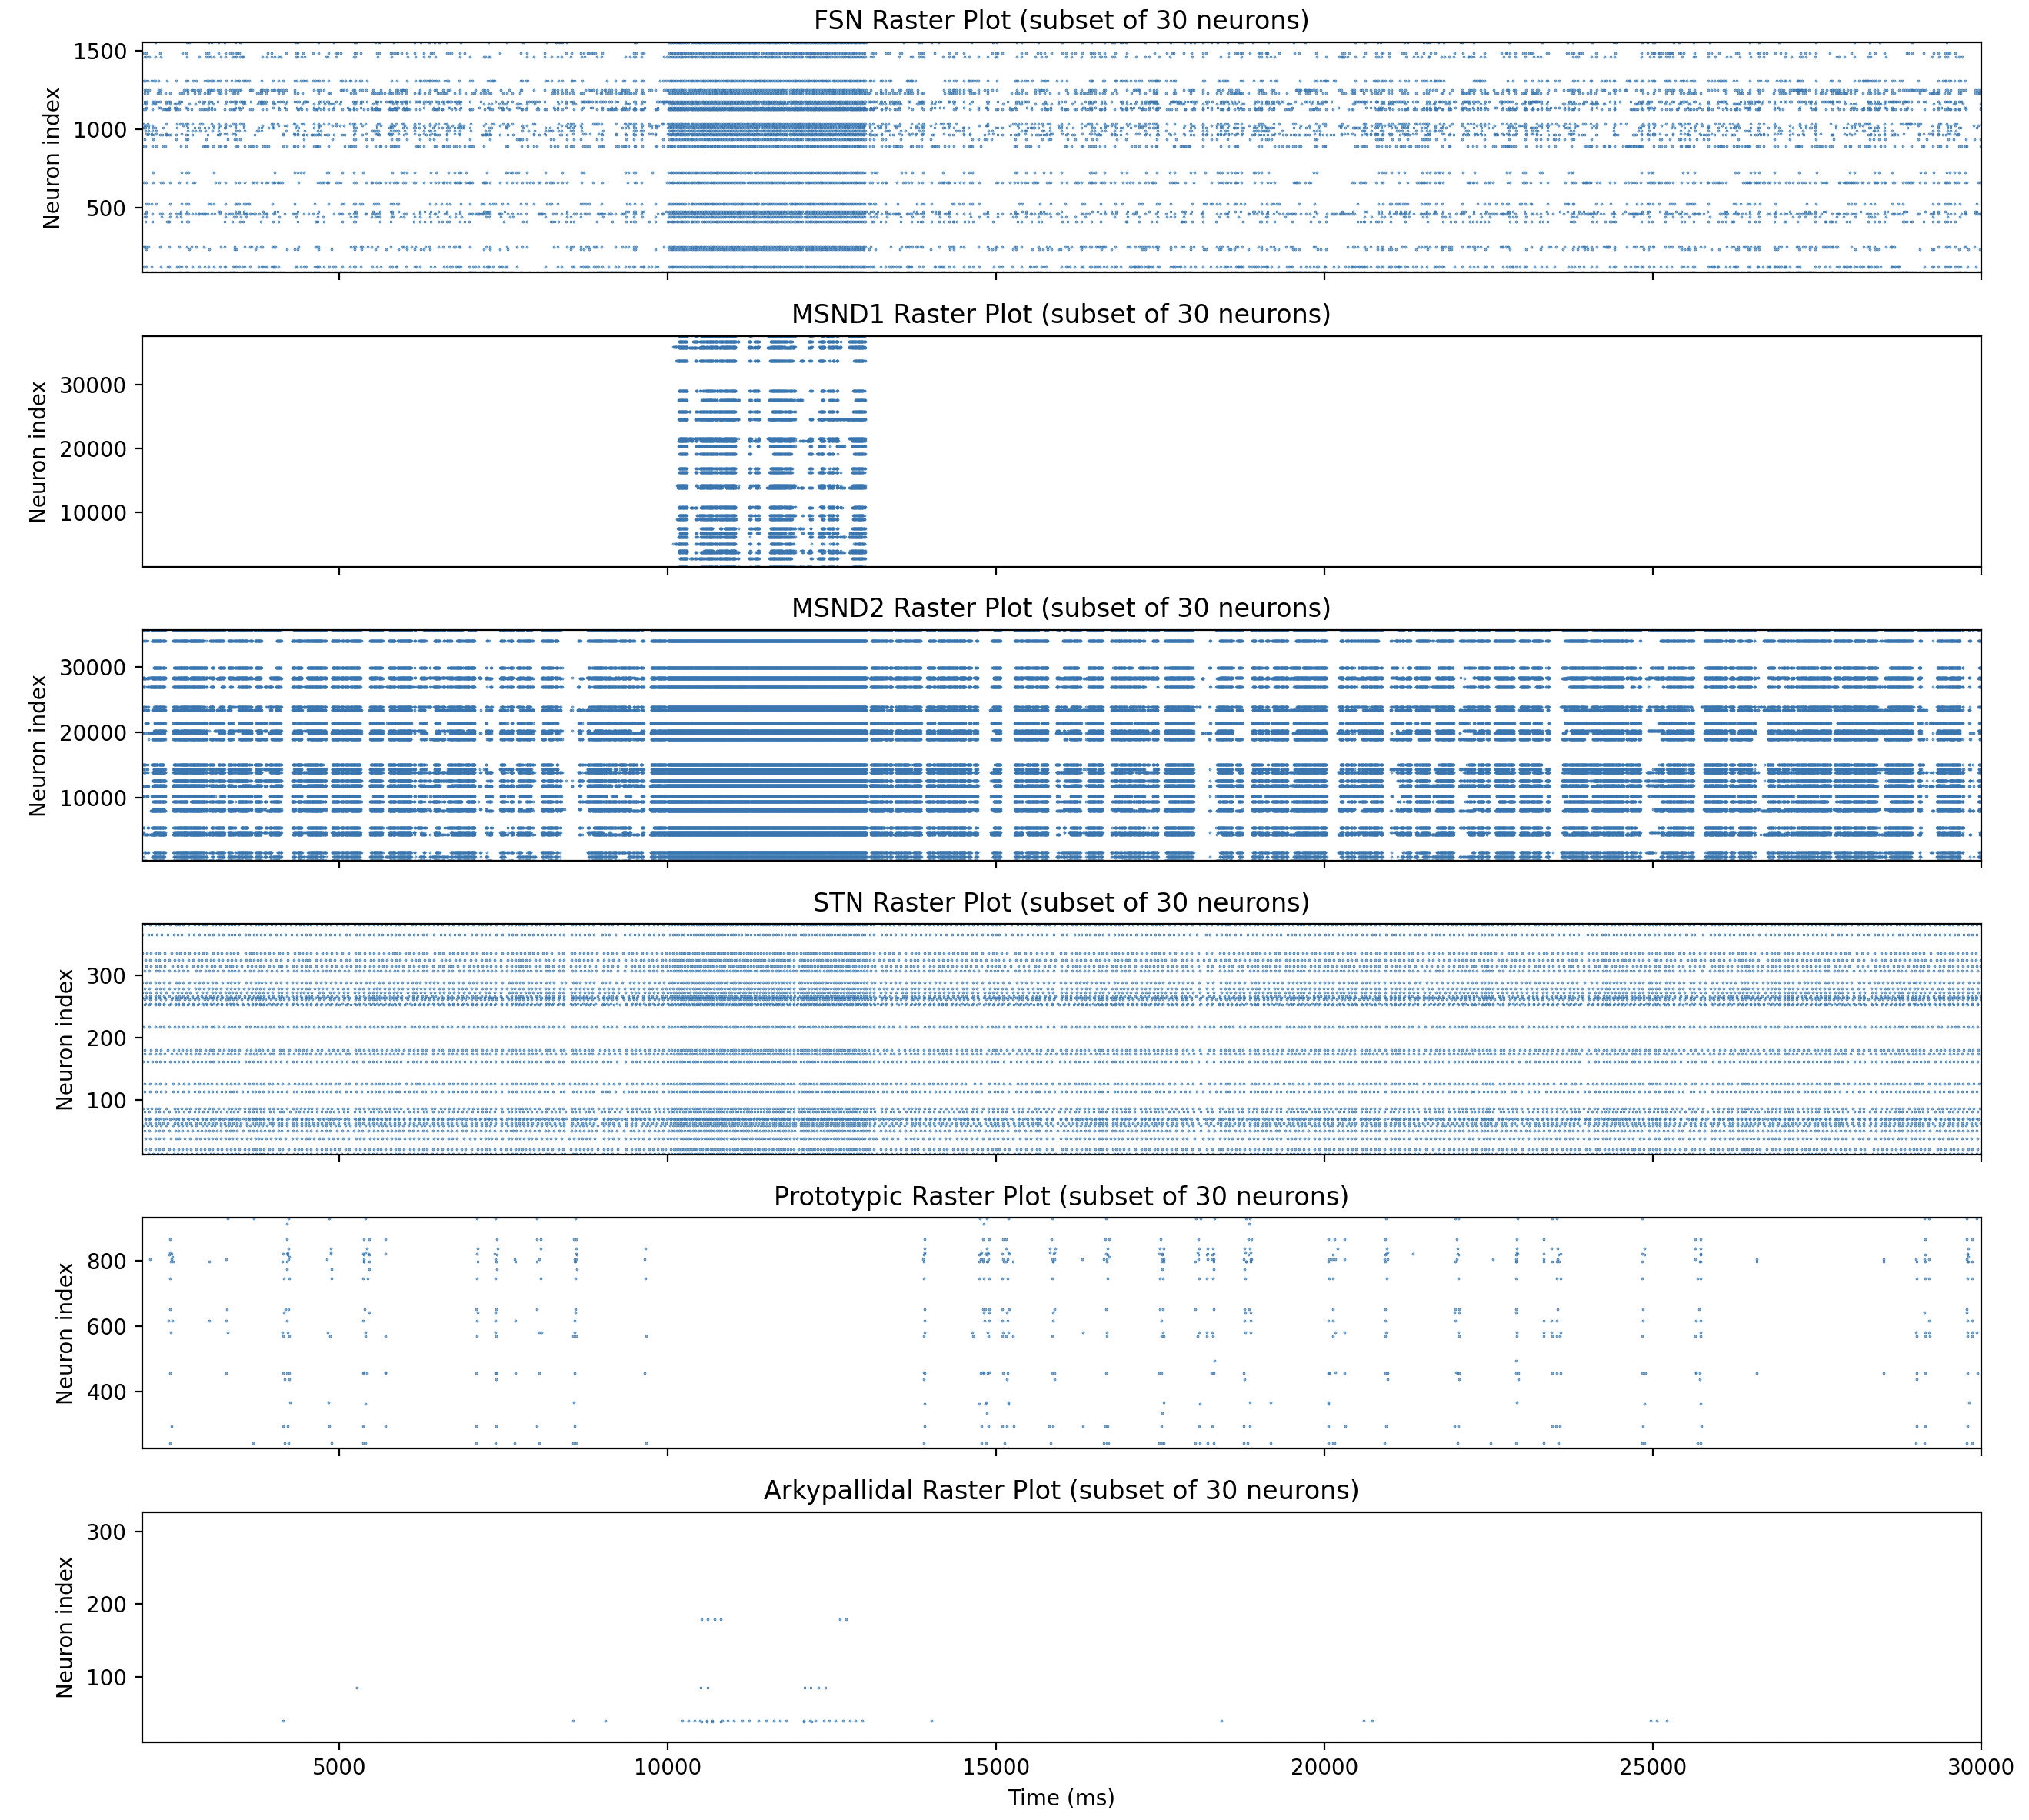 FSN Raster Plot (subset of 30 neurons)
1500
1000
500
Neuron index
MSND1 Raster Plot (subset of 30 neurons)
30000
20000
10000
Neuron index
MSND2 Raster Plot (subset of 30 neurons)
30000
20000
10000
Neuron index
STN Raster Plot (subset of 30 neurons)
300
200
100
Neuron index
Prototypic Raster Plot (subset of 30 neurons)
800
600
400
Neuron index
Arkypallidal Raster Plot (subset of 30 neurons)
300
200
100
Neuron index
5000 10000 15000 20000 25000 30000
Time (ms)